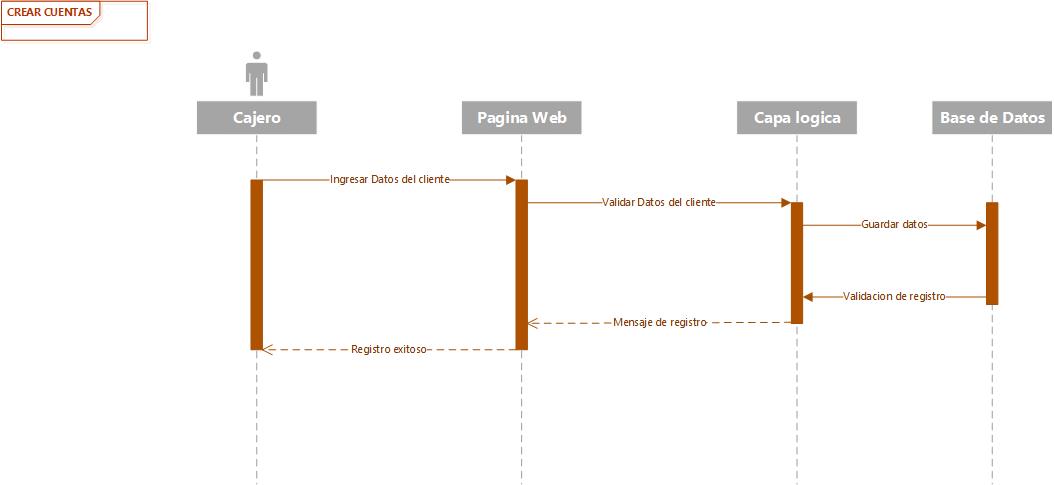 CREAR CUENTAS
Cajero
Pagina Web
Capa logica
Base de Datos
Ingresar Datos del cliente
Validar Datos del cliente
Guardar datos
Validacion de registro
Mensaje de registro
Registro exitoso